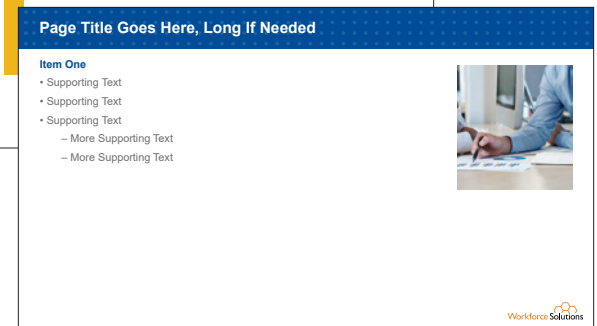 Page Title Goes Here, Long If Needed
Item One
• Supporting Text
• Supporting Text
• Supporting Text
– More Supporting Text
– More Supporting Text
Workforce Solutions